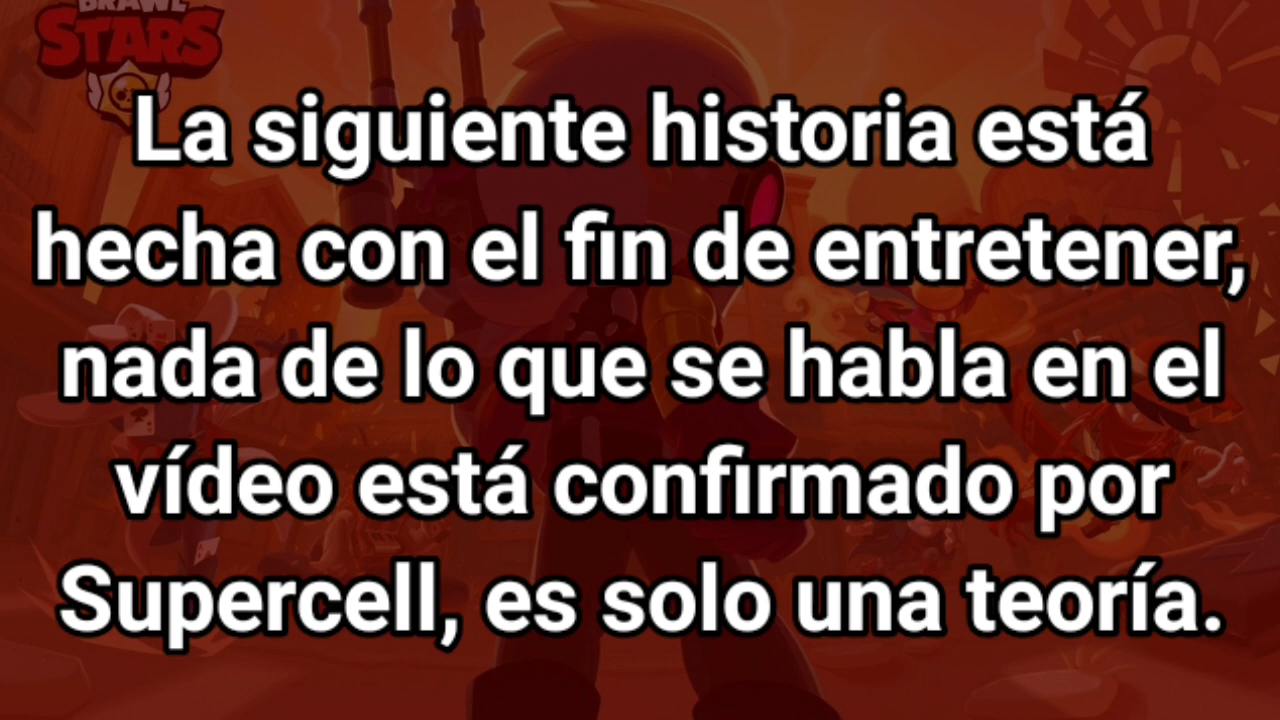 BRAWL
STARS
La siguiente historia está
hecha con el fin de entretener,
nada de lo que se habla en el
vídeo está confirmado por
Supercell, es solo una teoría.